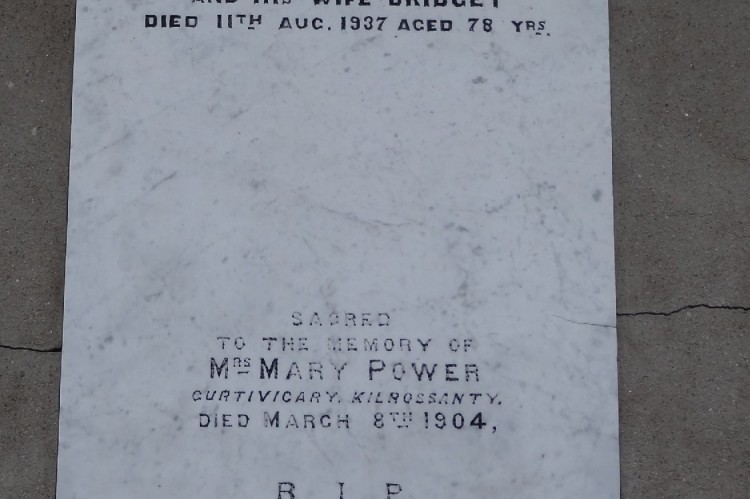 AND HIS WIFE BRIDGET
DIED 11TH AUG. 1937 AGED 78 YRS.
SACRED
TO THE MEMORY OF
MRS MARY POWER
CURTIVICARY, KILROSSANTY.
DIED MARCH 8TH 1904,
R I P